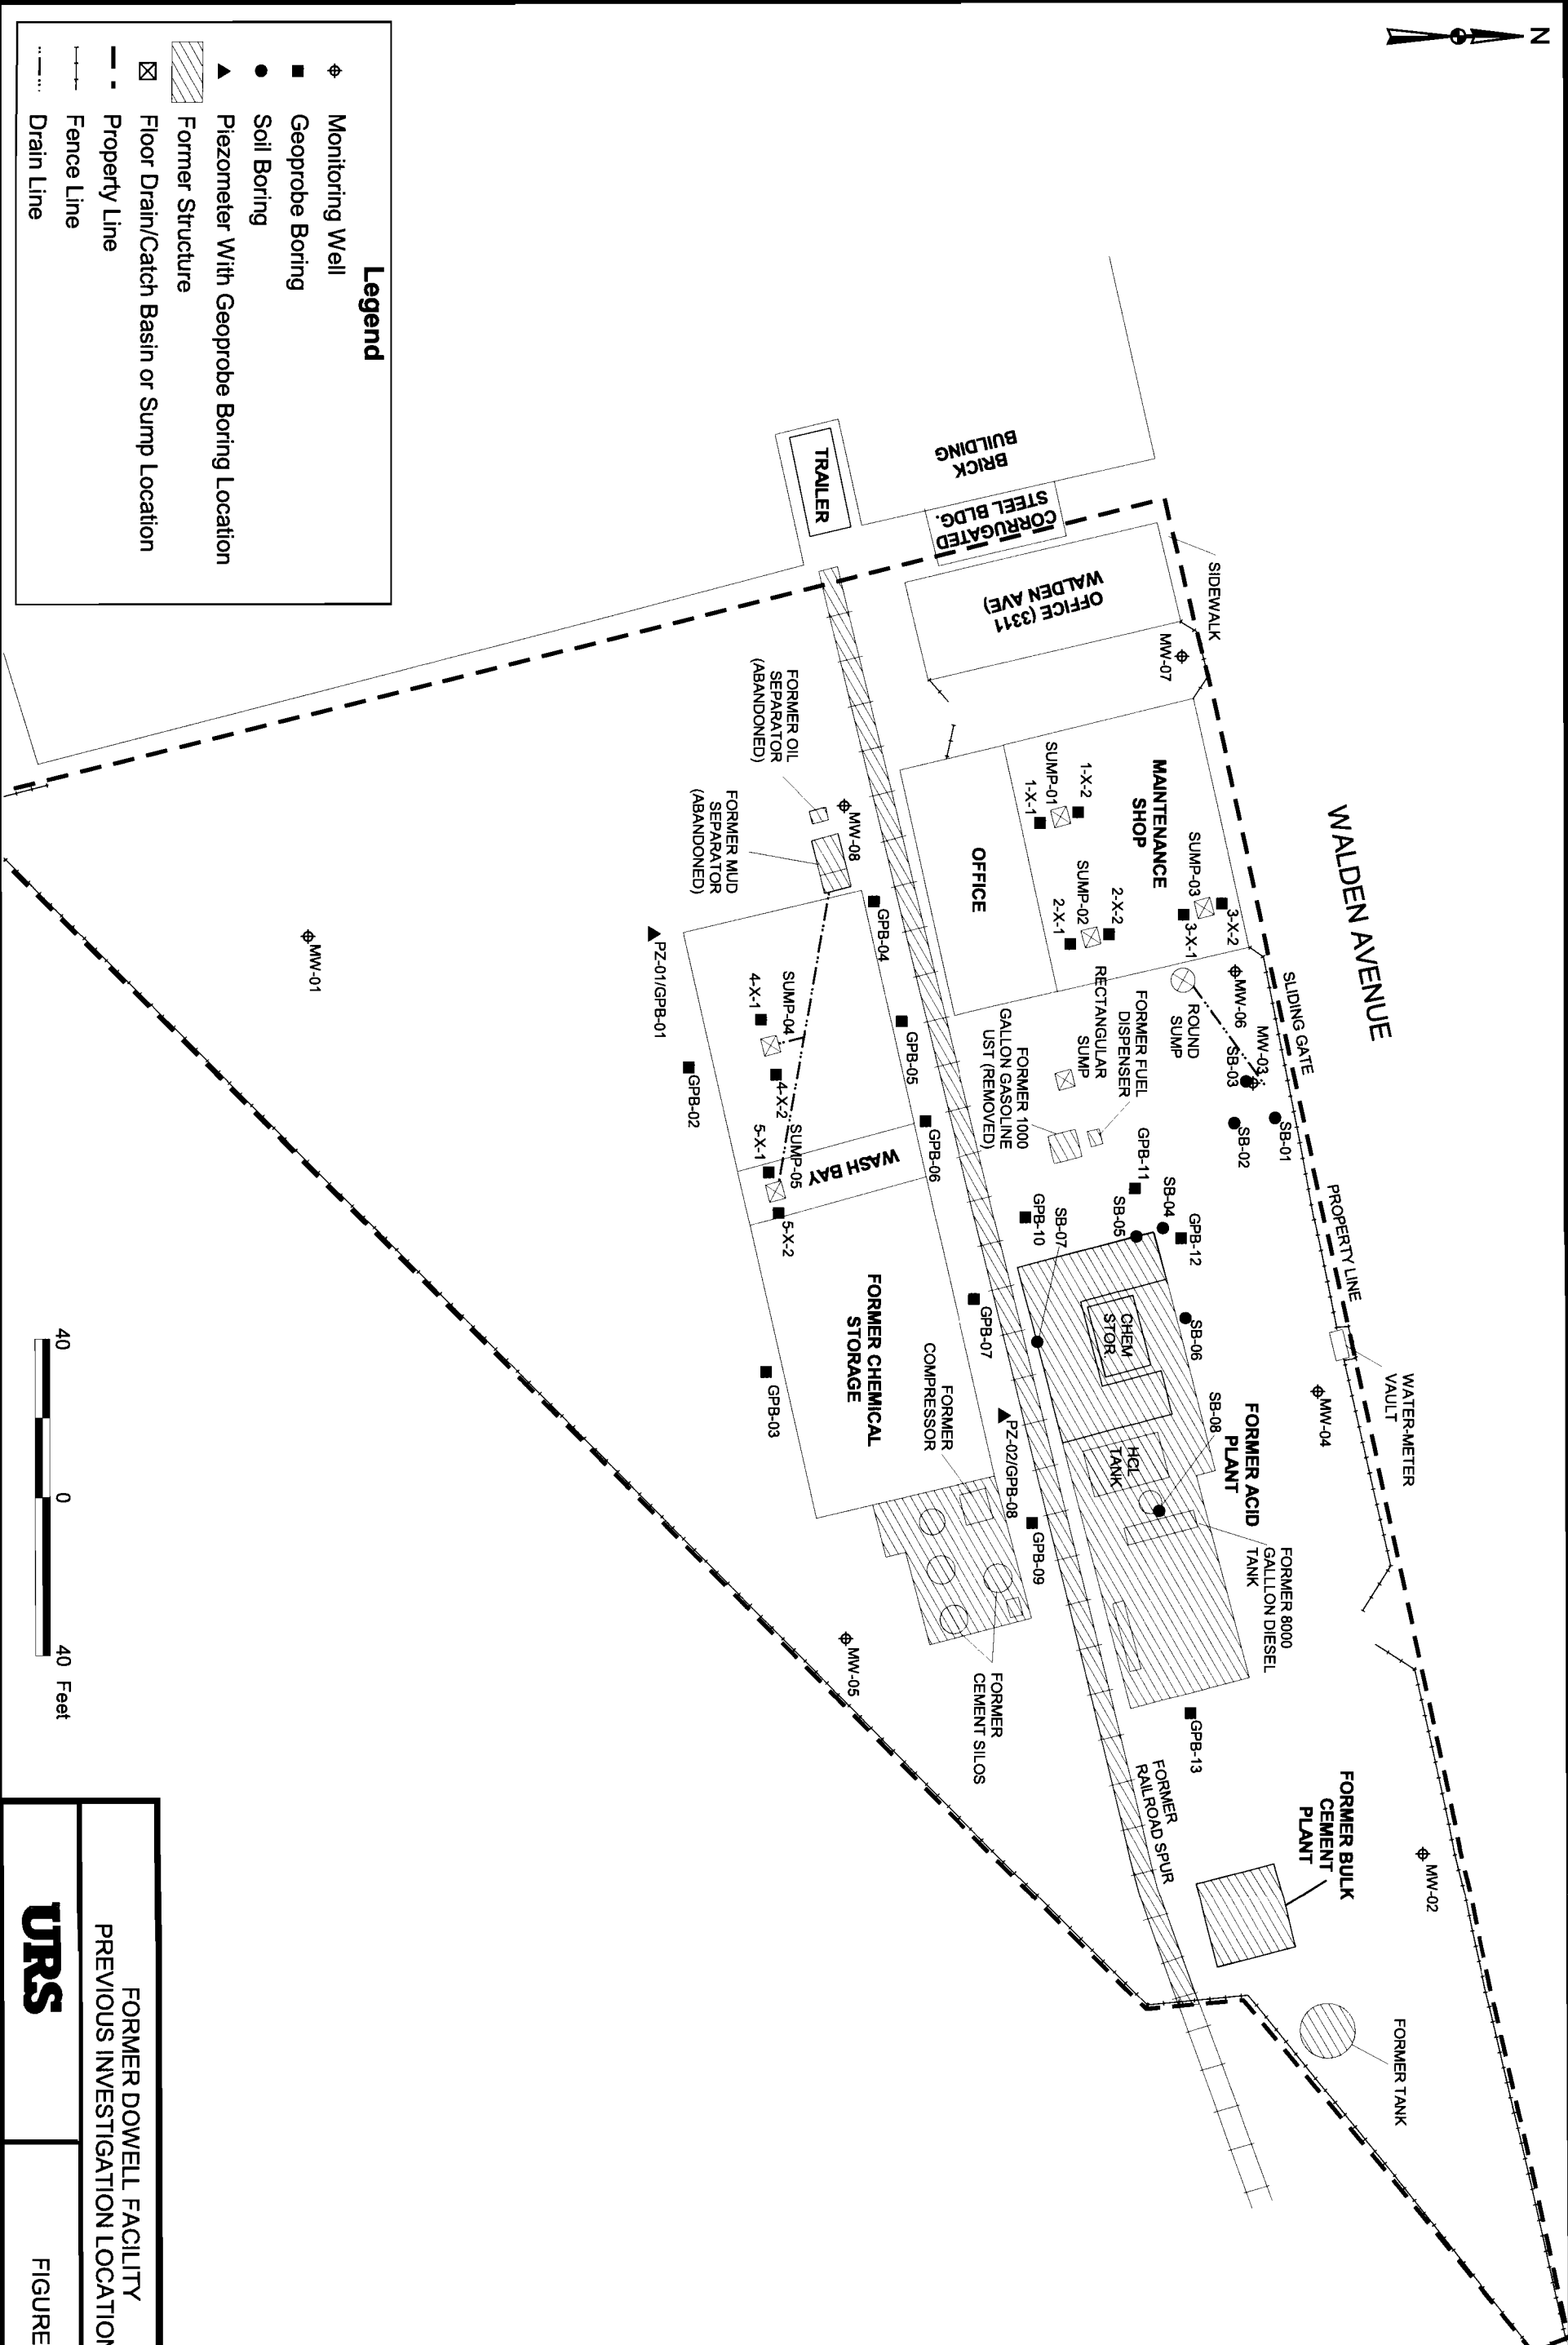 N
WALDEN AVENUE
SIDEWALK
MW-07
BRICK
BUILDING
CORRUGATED
STEEL BLDG.
OFFICE (3311
WALDEN AVE)
TRAILER
MAINTENANCE
SHOP
1-X-2
SUMP-01
1-X-1
SUMP-03
3-X-2
3-X-1
2-X-2
SUMP-02
2-X-1
OFFICE
SLIDING GATE
MW-06
MW-03
SB-03
ROUND
SUMP
SB-01
SB-02
FORMER FUEL
DISPENSER
RECTANGULAR
SUMP
FORMER 1000
GALLON GASOLINE
UST (REMOVED)
PROPERTY LINE
WATER-METER
VAULT
MW-04
GPB-11
SB-04
GPB-12
SB-05
SB-06
SB-07
GPB-10
CHEM
STOR.
FORMER ACID
PLANT
SB-08
HCL
TANK
FORMER 8000
GALLLON DIESEL
TANK
GPB-13
FORMER BULK
CEMENT
PLANT
MW-02
FORMER TANK
FORMER
RAILROAD SPUR
FORMER OIL
SEPARATOR
(ABANDONED)
MW-08
FORMER MUD
SEPARATOR
(ABANDONED)
GPB-04
GPB-05
GPB-06
GPB-07
PZ-02/GPB-08
GPB-09
PZ-01/GPB-01
SUMP-04
4-X-1
4-X-2
SUMP-05
5-X-1
5-X-2
WASH BAY
GPB-02
GPB-03
FORMER CHEMICAL
STORAGE
FORMER
COMPRESSOR
FORMER
CEMENT SILOS
MW-01
MW-05
Legend
Monitoring Well
Geoprobe Boring
Soil Boring
Piezometer With Geoprobe Boring Location
Former Structure
Floor Drain/Catch Basin or Sump Location
Property Line
Fence Line
Drain Line
40 0 40 Feet
FORMER DOWELL FACILITY
PREVIOUS INVESTIGATION LOCATION
URS
FIGURE